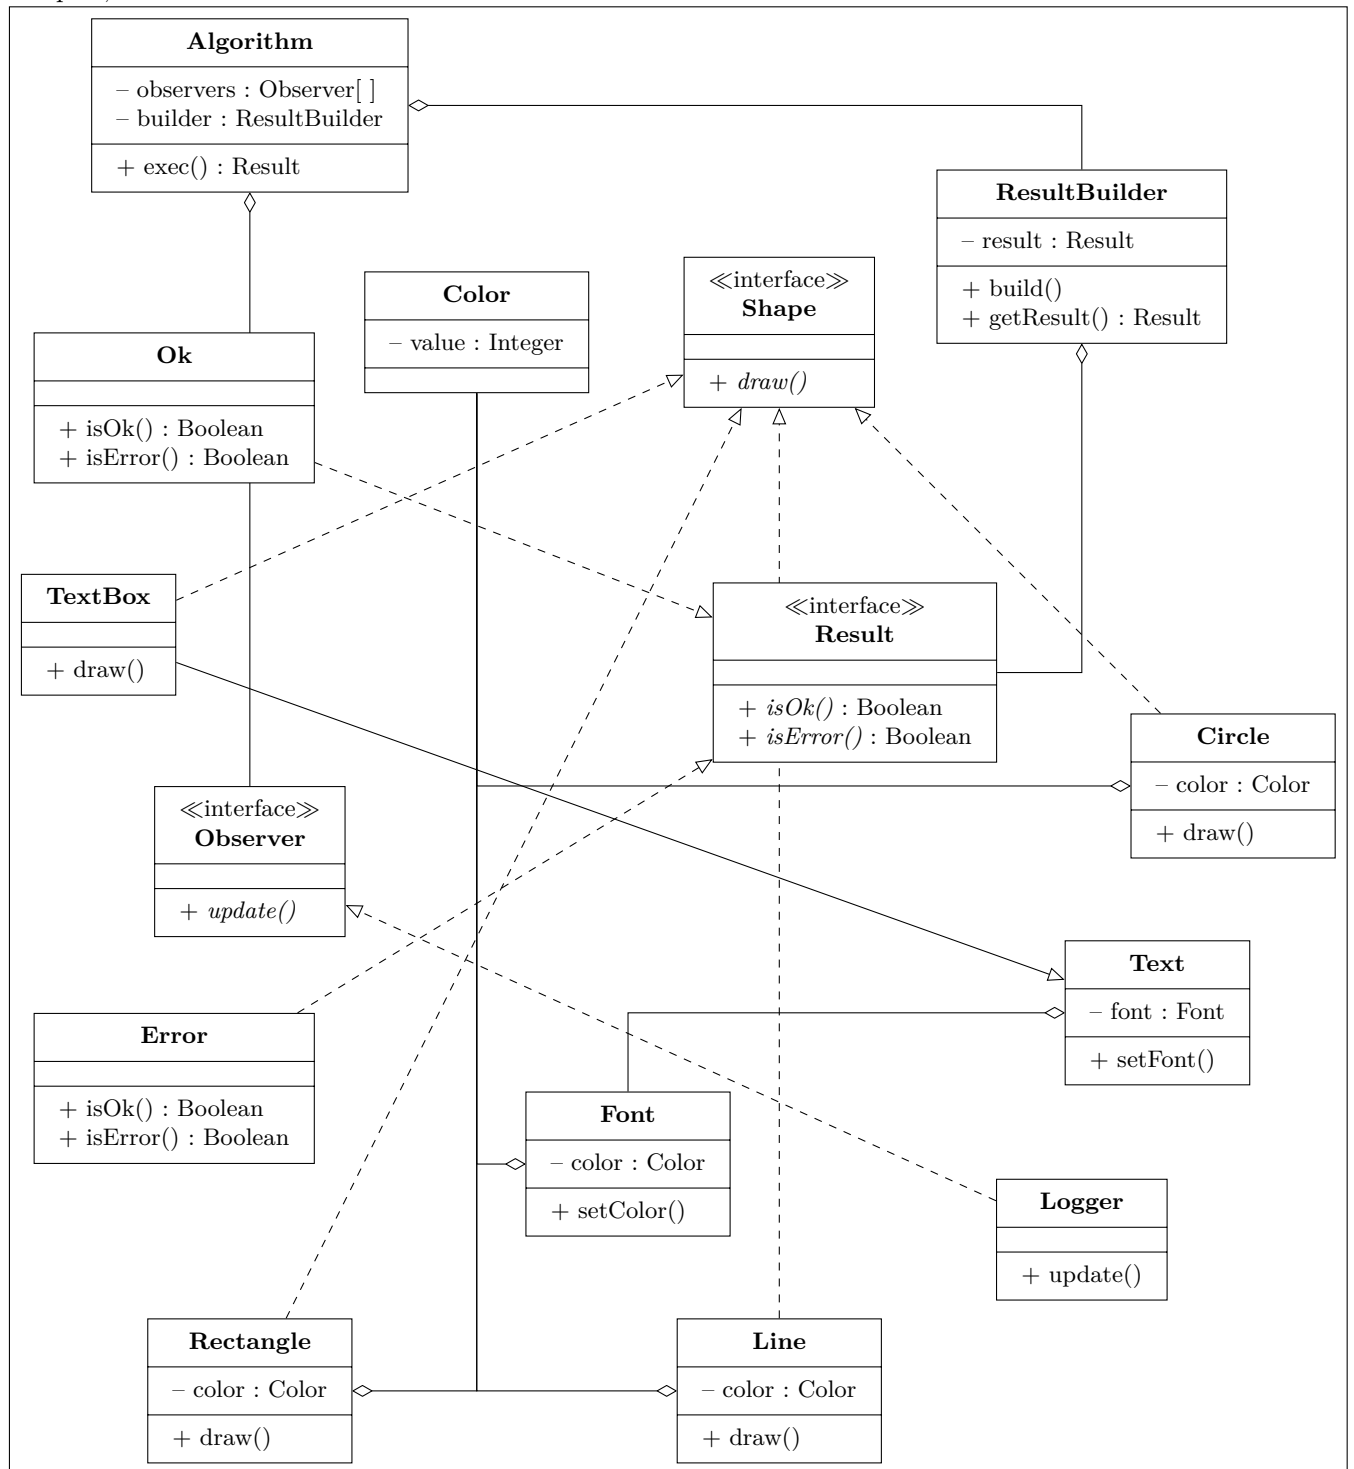 Algorithm
– observers : Observer[ ]
– builder : ResultBuilder
+ exec() : Result
ResultBuilder
– result : Result
+ build()
+ getResult() : Result
Color
– value : Integer
≪interface≫
Shape
+ draw()
Ok
+ isOk() : Boolean
+ isError() : Boolean
TextBox
+ draw()
≪interface≫
Result
+ isOk() : Boolean
+ isError() : Boolean
Circle
– color : Color
+ draw()
≪interface≫
Observer
+ update()
Text
– font : Font
+ setFont()
Error
+ isOk() : Boolean
+ isError() : Boolean
Font
– color : Color
+ setColor()
Logger
+ update()
Rectangle
– color : Color
+ draw()
Line
– color : Color
+ draw()